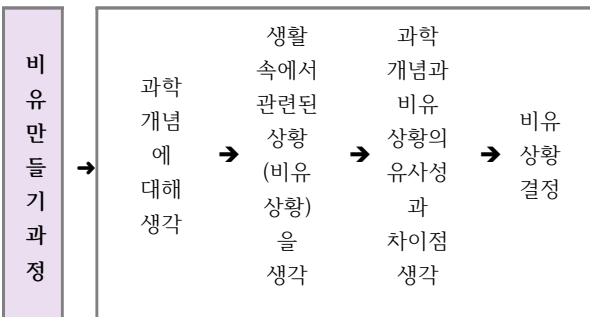 비
유
만
들
기
과
정
➜
과학
개념
에
대해
생각
➔
생활
속에서
관련된
상황
(비유
상황)
을
생각
➔
과학
개념과
비유
상황의
유사성
과
차이점
생각
➔
비유
상황
결정